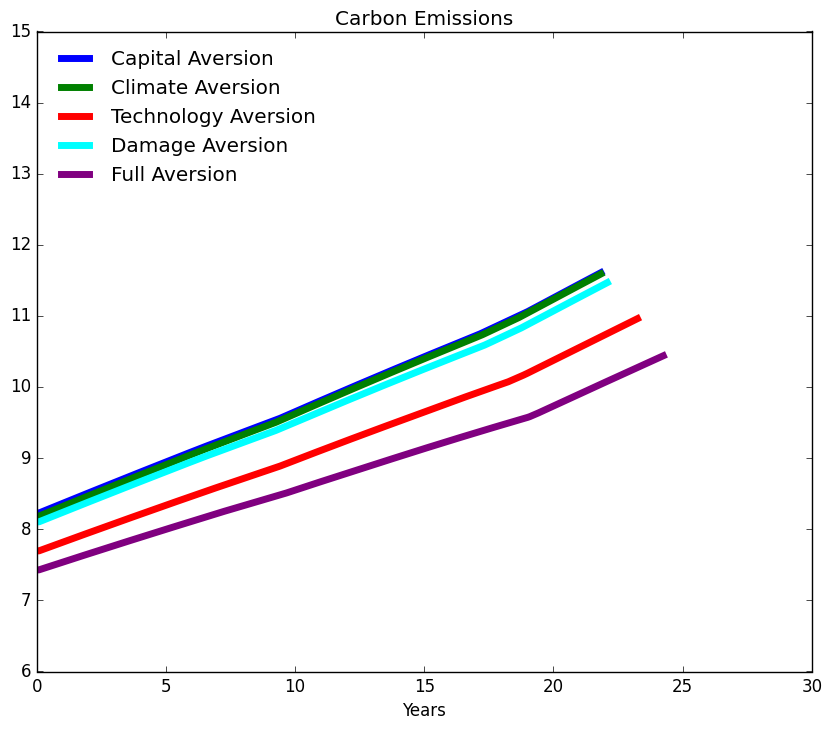 Carbon Emissions
15
14
13
12
11
10
9
8
7
6
Capital Aversion
Climate Aversion
Technology Aversion
Damage Aversion
Full Aversion
0 5 10 15 20 25 30
Years